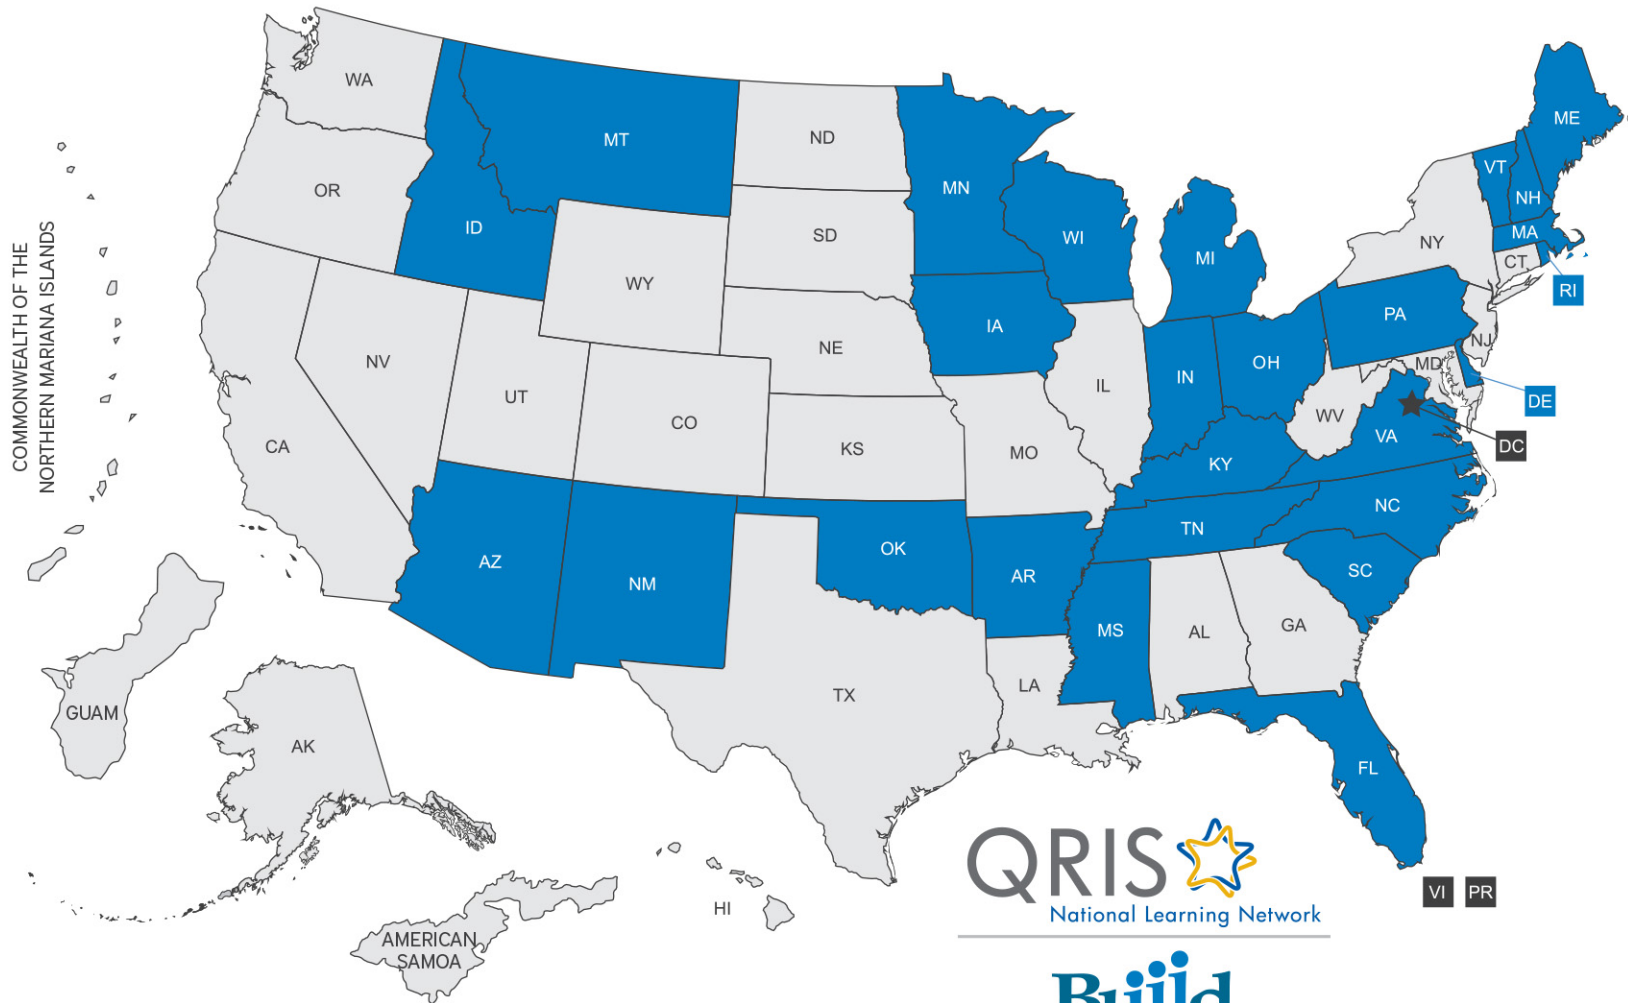 WA
MT
ND
ME
OR
ID
MN
VT
NH
SD
WI
NY
MA
MI
CT
RI
WY
COMMONWEALTH OF THE
NORTHERN MARIANA ISLANDS
IA
PA
NE
NJ
NV
IL
IN
OH
MD
UT
DE
CO
WV
CA
KS
MO
KY
VA
DC
NC
TN
AZ
NM
OK
AR
SC
MS
AL
GA
TX
LA
GUAM
AK
FL
QRIS
National Learning Network
VI PR
HI
AMERICAN
SAMOA
Build